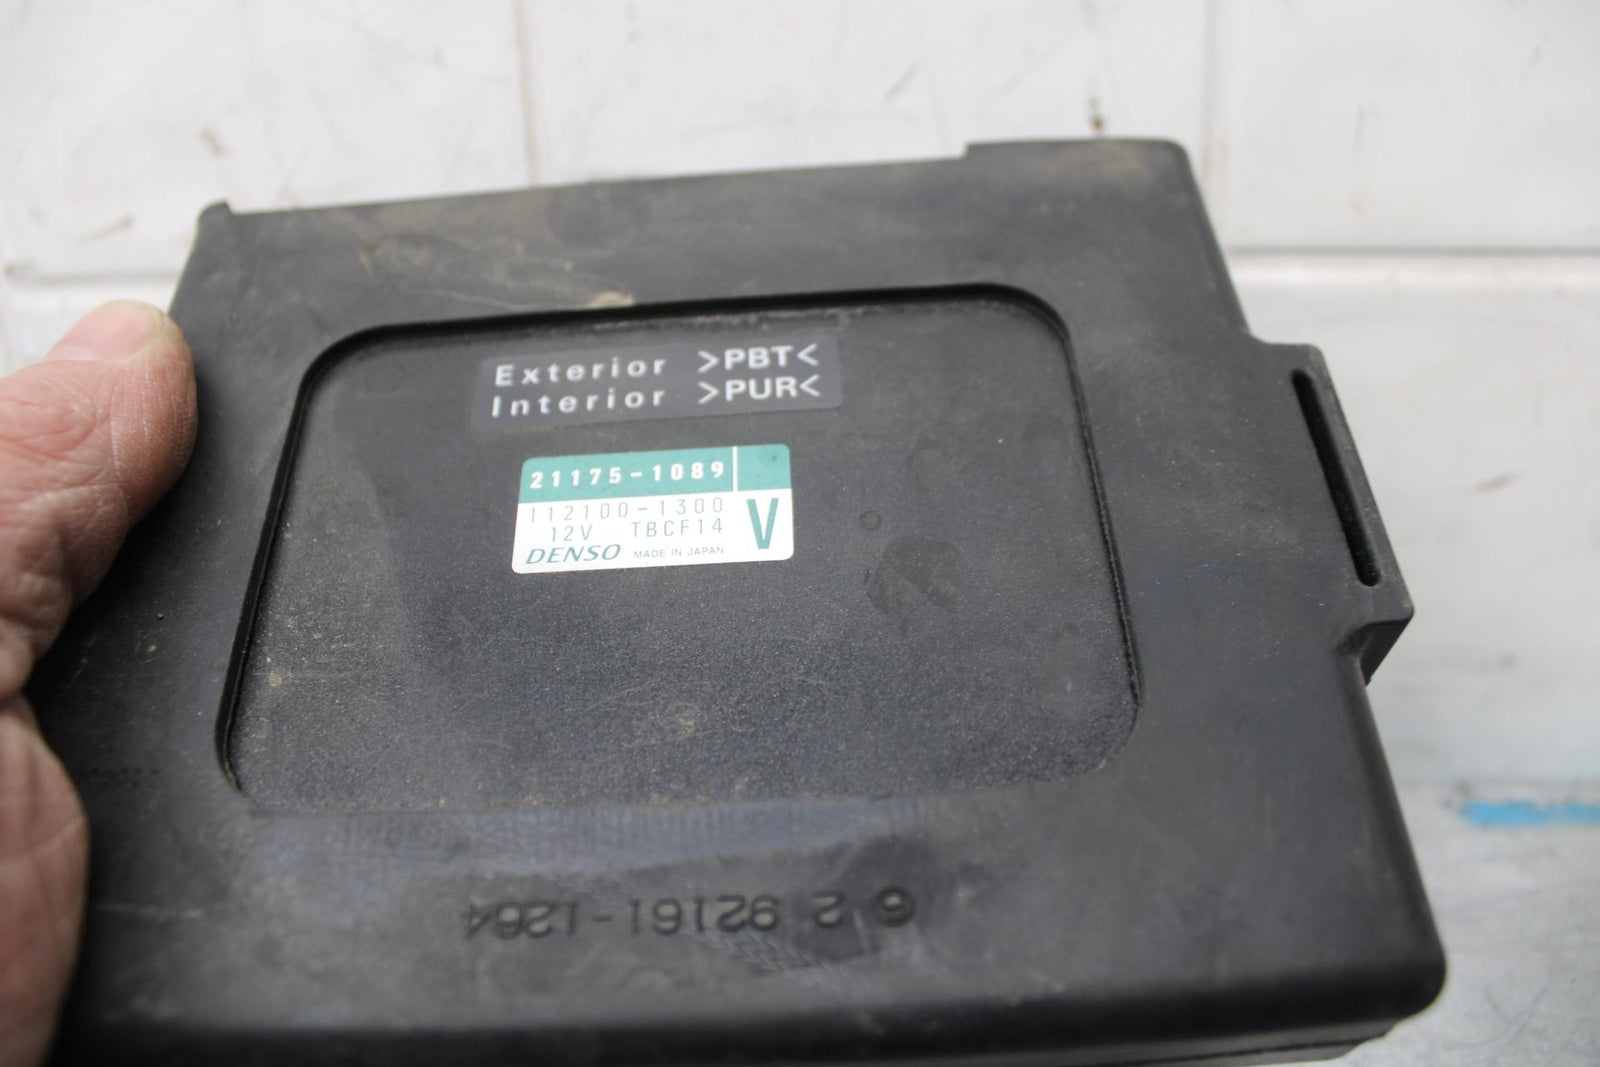 Exterior >PBT<
Interior >PUR<
21175-1089
112100-1300
12V TBCF14
V
DENSO MADE IN JAPAN
6 2 92161-1264